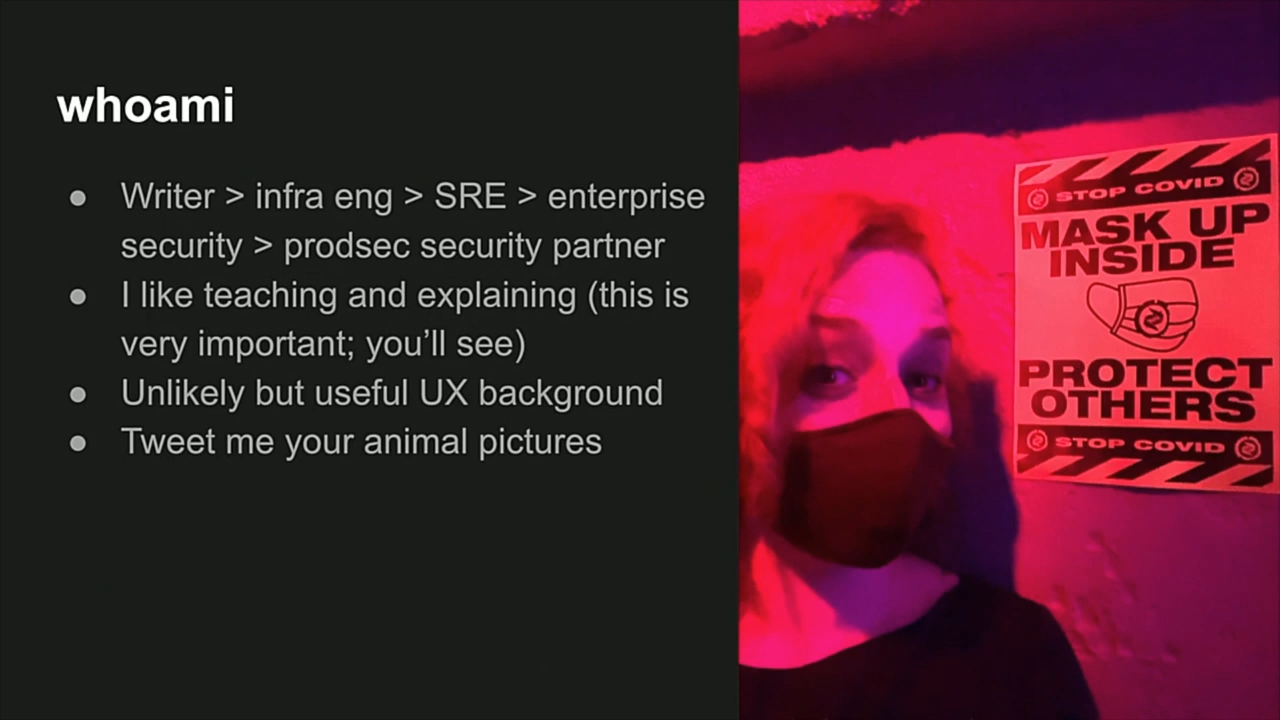 whoami
● Writer > infra eng > SRE > enterprise
security > prodsec security partner
● I like teaching and explaining (this is
very important; you’ll see)
● Unlikely but useful UX background
● Tweet me your animal pictures
STOP COVID
MASK UP
INSIDE
PROTECT
OTHERS
STOP COVID